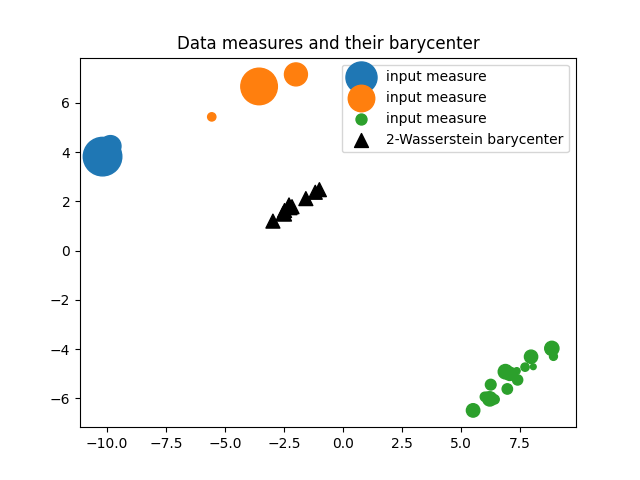 Data measures and their barycenter
input measure
input measure
input measure
2-Wasserstein barycenter
6
4
2
0
−2
−4
−6
−10.0 −7.5 −5.0 −2.5 0.0 2.5 5.0 7.5